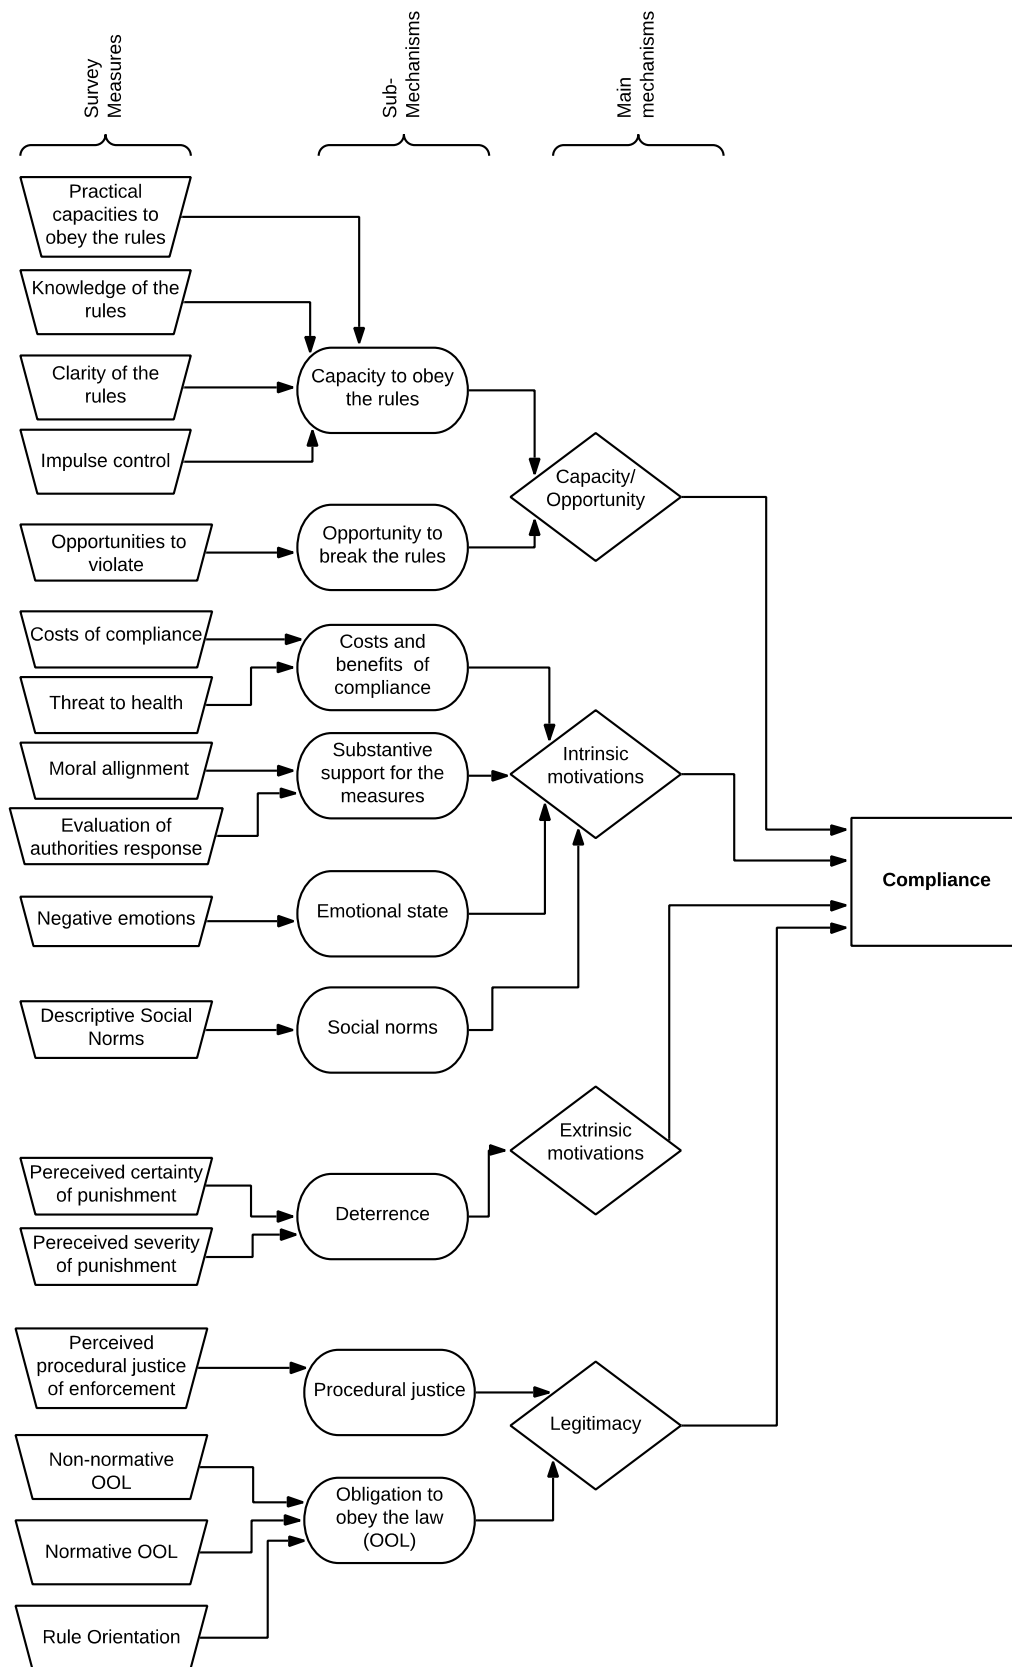 Survey
Measures
Sub-
Mechanisms
Main
mechanisms
Practical
capacities to
obey the rules
Knowledge of the
rules
Clarity of the
rules
Impulse control
Opportunities to
violate
Costs of compliance
Threat to health
Moral allignment
Evaluation of
authorities response
Negative emotions
Descriptive Social
Norms
Pereceived certainty
of punishment
Pereceived severity
of punishment
Perceived
procedural justice
of enforcement
Non-normative
OOL
Normative OOL
Rule Orientation
Capacity to obey
the rules
Opportunity to
break the rules
Costs and
benefits  of
compliance
Substantive
support for the
measures
Emotional state
Social norms
Deterrence
Procedural justice
Obligation to
obey the law
(OOL)
Capacity/
Opportunity
Intrinsic
motivations
Extrinsic
motivations
Legitimacy
Compliance